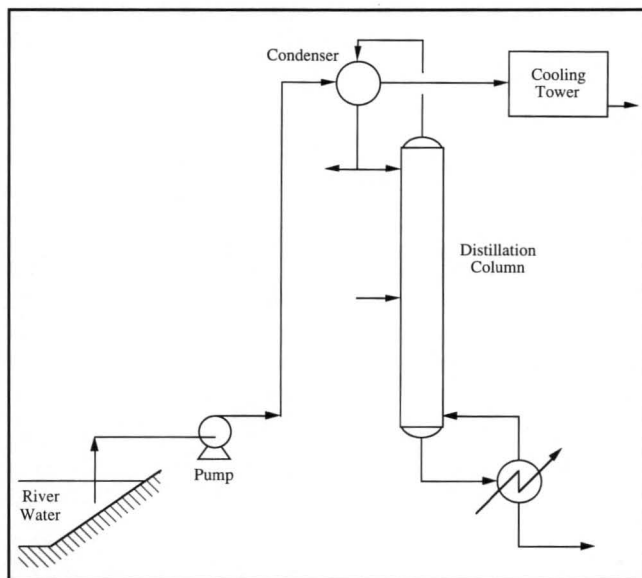 Condenser
Cooling
Tower
Distillation
Column
Pump
River
Water